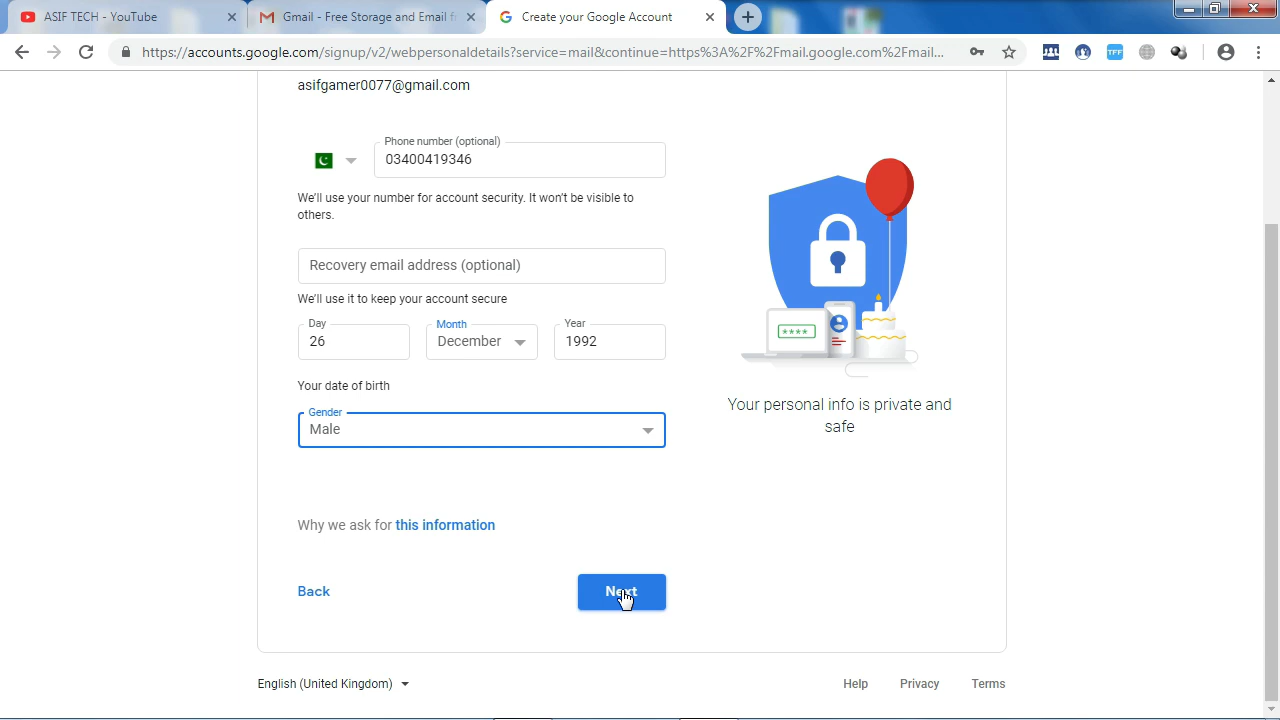 ASIF TECH - YouTube
Gmail - Free Storage and Email f
Create your Google Account
https://accounts.google.com/signup/v2/webpersonaldetails?service=mail&continue=https%3A%2F%2Fmail.google.com%2Fmail...
TFF
asifgamer0077@gmail.com
Phone number (optional)
03400419346
We'll use your number for account security. It won't be visible to
others.
Recovery email address (optional)
We'll use it to keep your account secure
Day
Month
Year
26
December
1992
Your date of birth
Gender
Male
****
Your personal info is private and
safe
Why we ask for this information
Back
Next
English (United Kingdom)
Help
Privacy
Terms